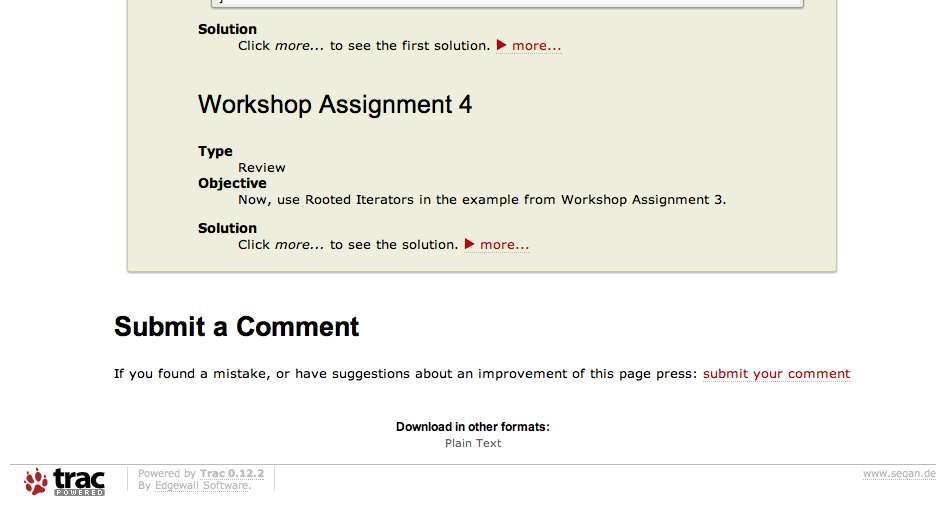 Solution
Click more... to see the first solution. ▶ more...
Workshop Assignment 4
Type
Review
Objective
Now, use Rooted Iterators in the example from Workshop Assignment 3.
Solution
Click more... to see the solution. ▶ more...
Submit a Comment
If you found a mistake, or have suggestions about an improvement of this page press: submit your comment
Download in other formats:
Plain Text
trac
POWERED
Powered by Trac 0.12.2
By Edgewall Software.
www.seqan.de